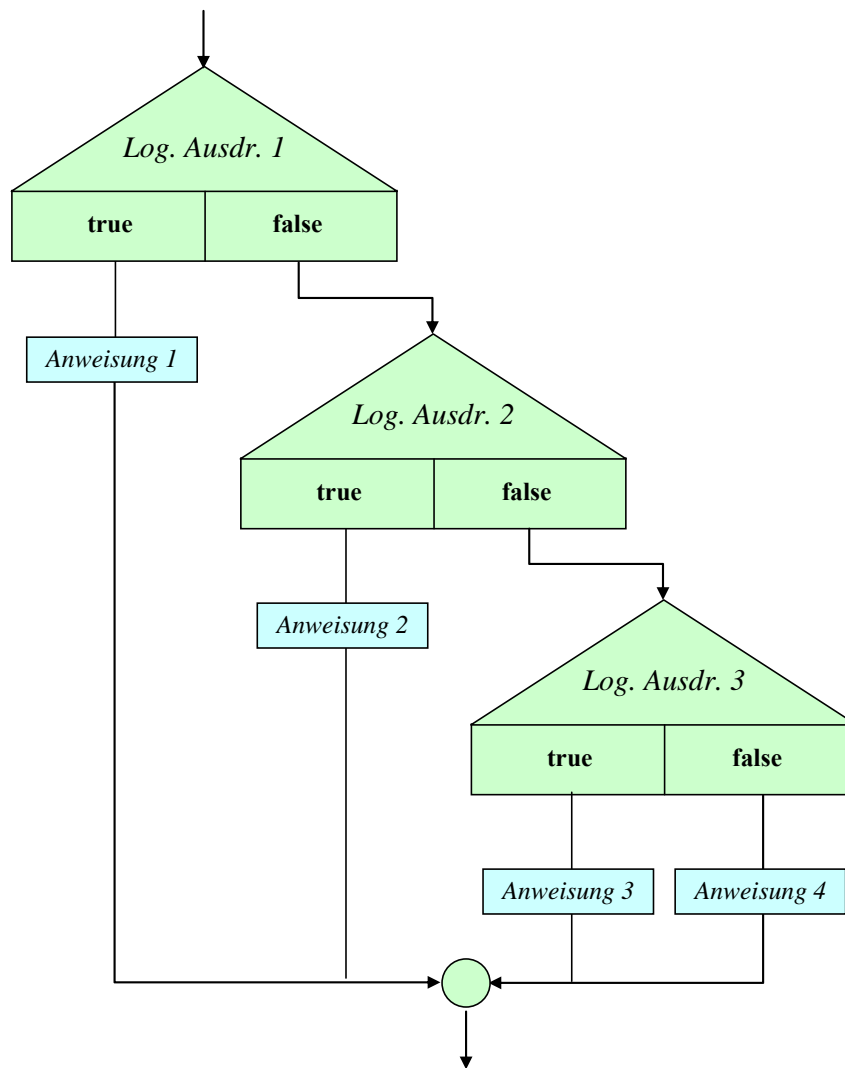 Log. Ausdr. 1
true
false
Anweisung 1
Log. Ausdr. 2
true
false
Anweisung 2
Log. Ausdr. 3
true
false
Anweisung 3
Anweisung 4